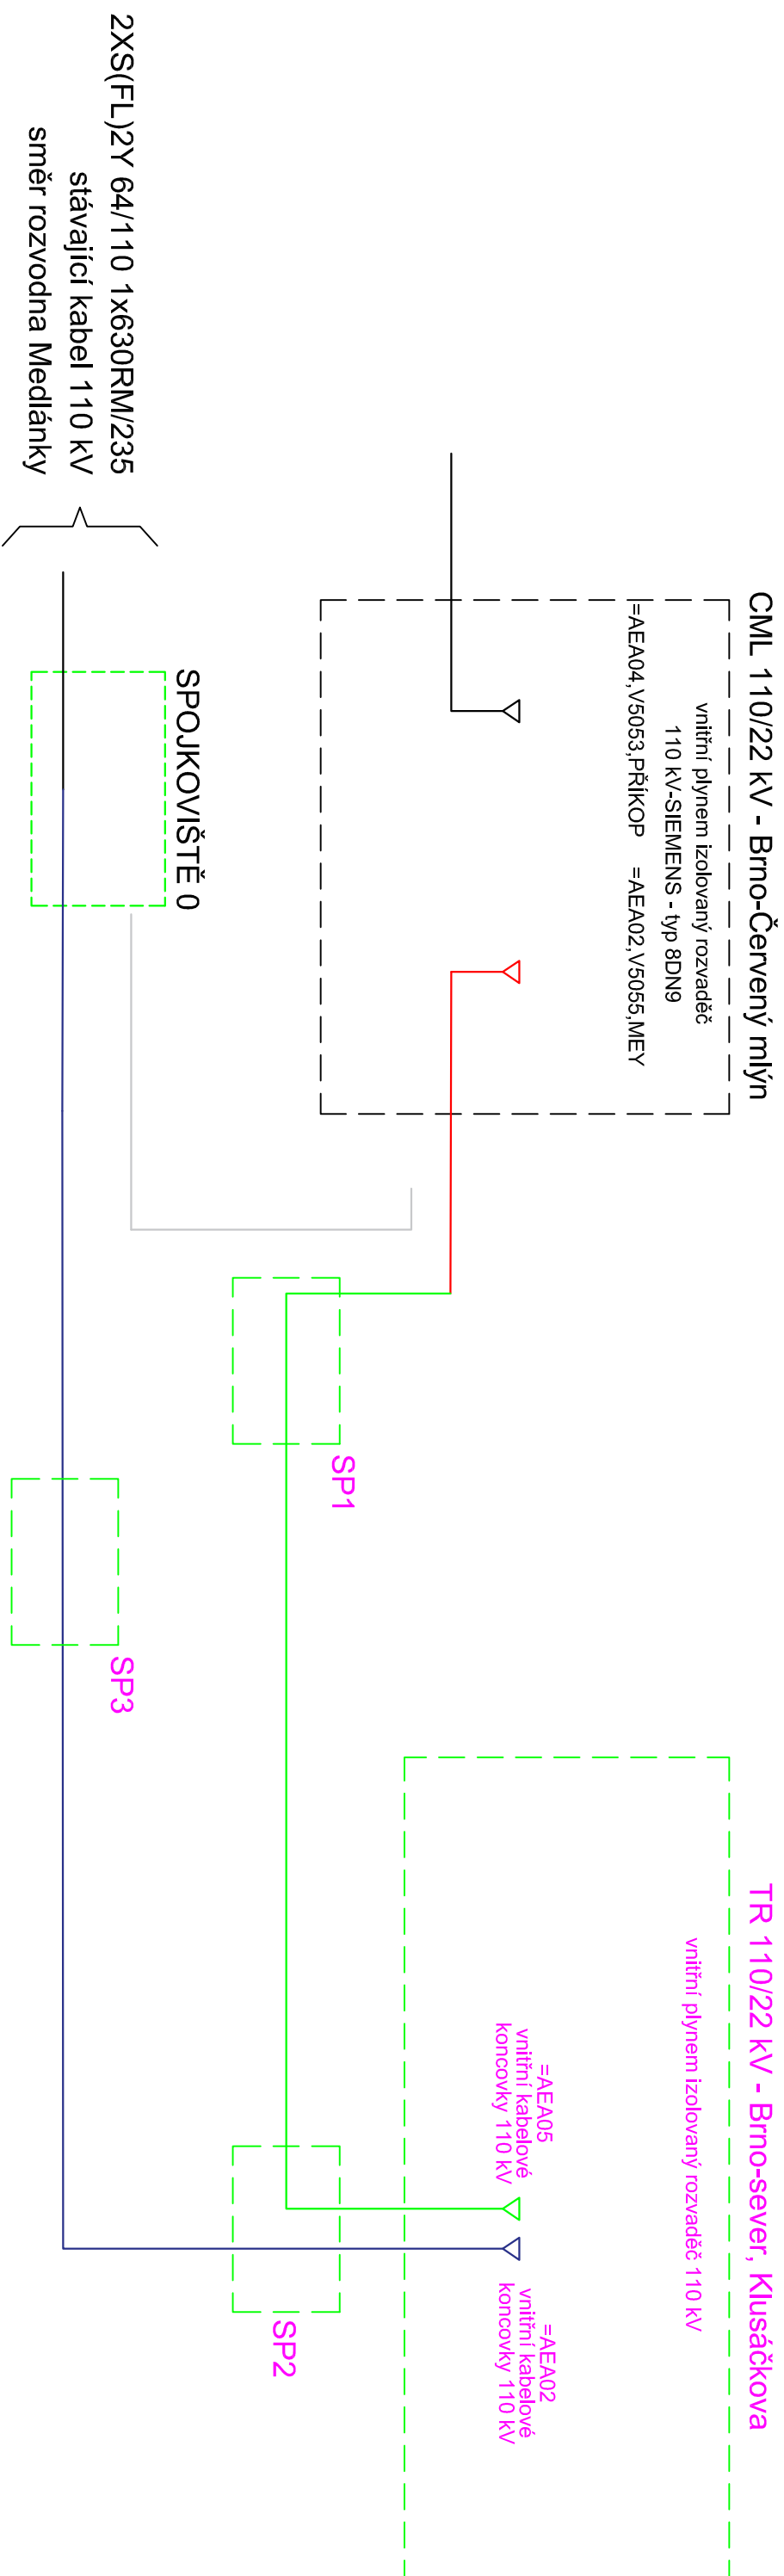 CML 110/22 kV - Brno-Červený mlýn
vnitřní plynem izolovaný rozvaděč
110 kV-SIEMENS - typ 8DN9
=AEA04,V5053,PŘÍKOP =AEA02,V5055,MEY
TR 110/22 kV - Brno-sever, Klusáčkova
vnitřní plynem izolovaný rozvaděč 110 kV
=AEA05
vnitřní kabelové
koncovky 110 kV
=AEA02
vnitřní kabelové
koncovky 110 kV
SP1
SP2
SPOJKOVIŠTĚ 0
SP3
2XS(FL)2Y 64/110 1x630RM/235
stávající kabel 110 kV
směr rozvodna Medlánky